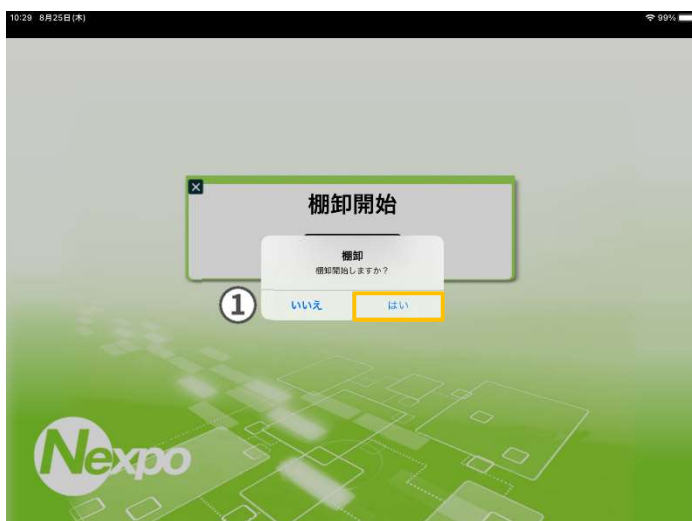 10:29 8月25日(木)
99%
棚卸開始
棚卸
棚卸開始しますか？
① いいえ はい
Nexpo